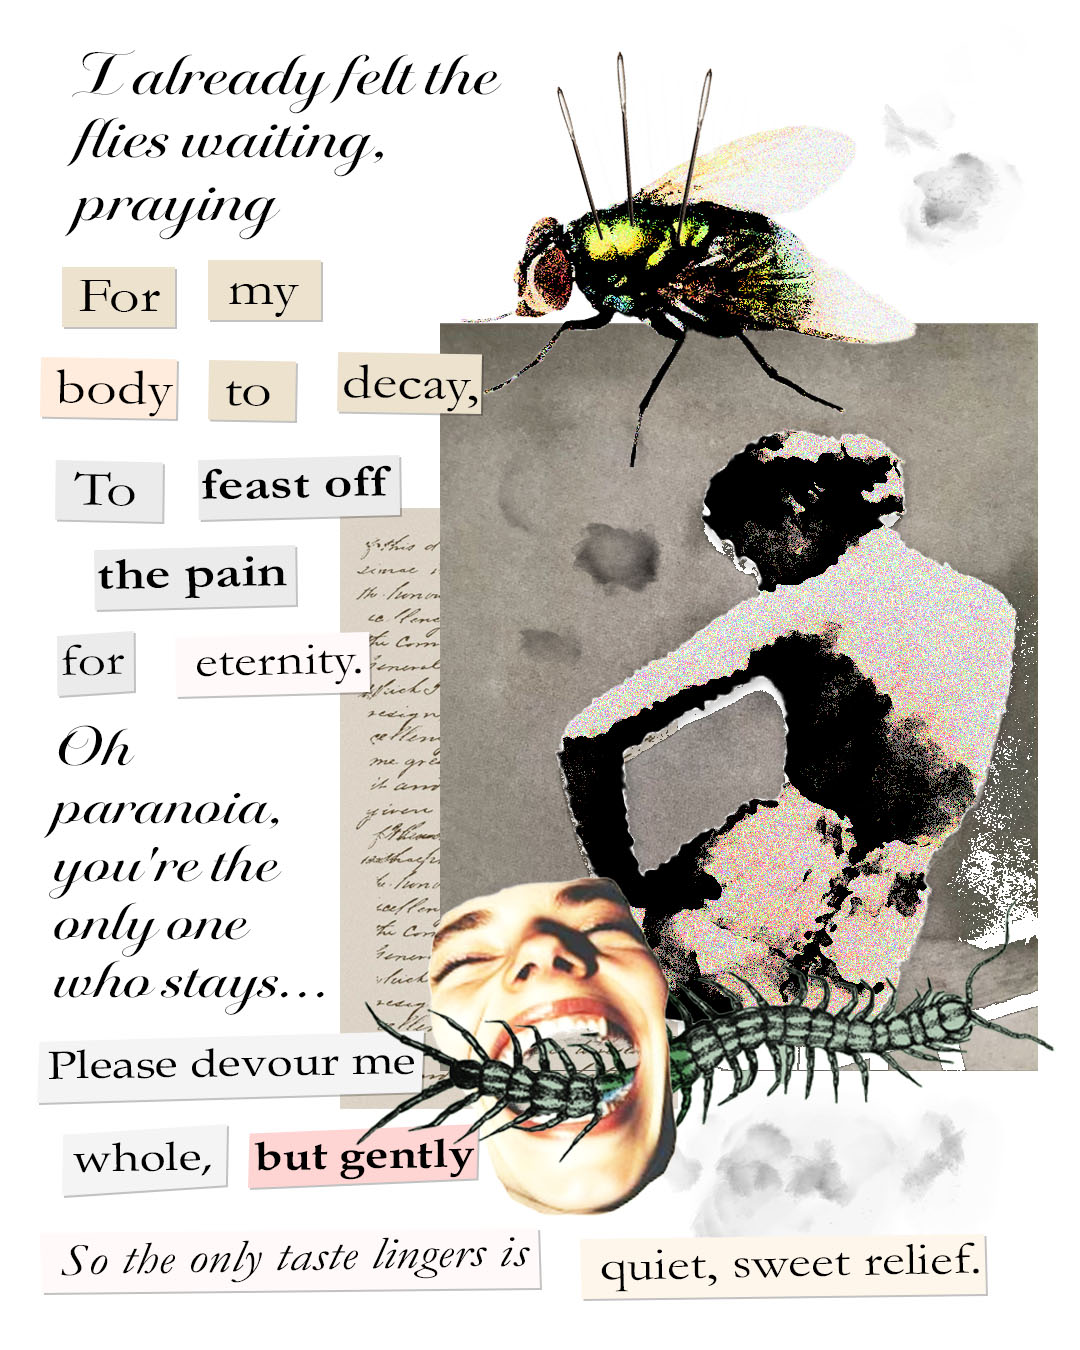 I already felt the
flies waiting,
praying
For my
body to decay,
To feast off
the pain
for eternity.
Oh
paranoia,
you're the
only one
who stays...
Please devour me
whole, but gently
So the only taste lingers is quiet, sweet relief.